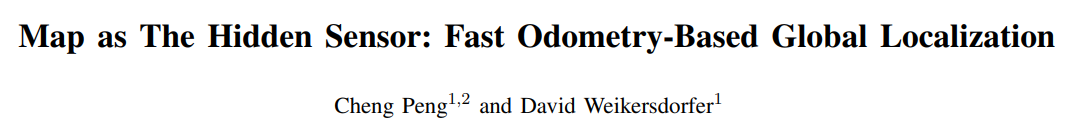 Map as The Hidden Sensor: Fast Odometry-Based Global Localization
Cheng Peng1,2 and David Weikersdorfer1